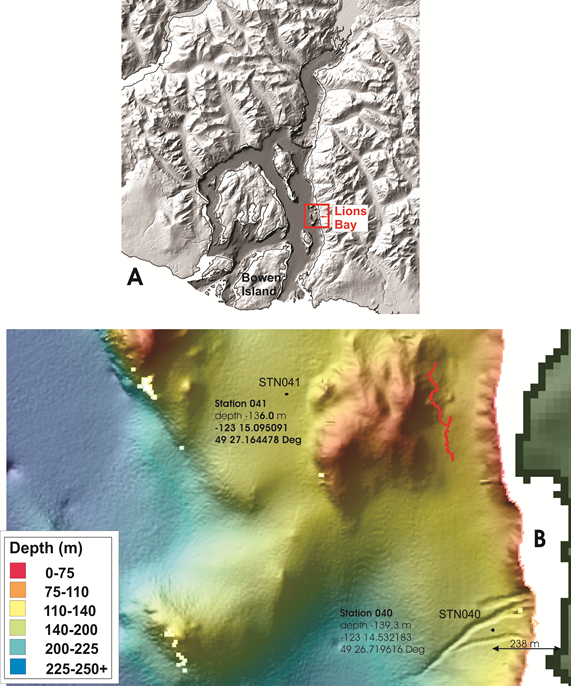 Lions
Bay
A
Bowen
Island
STN041
Station 041
depth -136.0 m
-123 15.095091
49 27.164478 Deg
B
Depth (m)
0-75
75-110
110-140
140-200
200-225
225-250+
Station 040
depth -139.3 m
-123 14.532183
49 26.719616 Deg
STN040
238 m